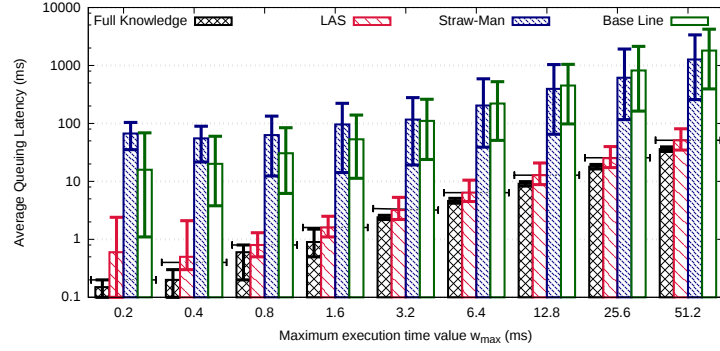 Full Knowledge LAS Straw-Man Base Line
10000
1000
100
10
1
0.1
Average Queuing Latency (ms)
0.2 0.4 0.8 1.6 3.2 6.4 12.8 25.6 51.2
Maximum execution time value wmax (ms)